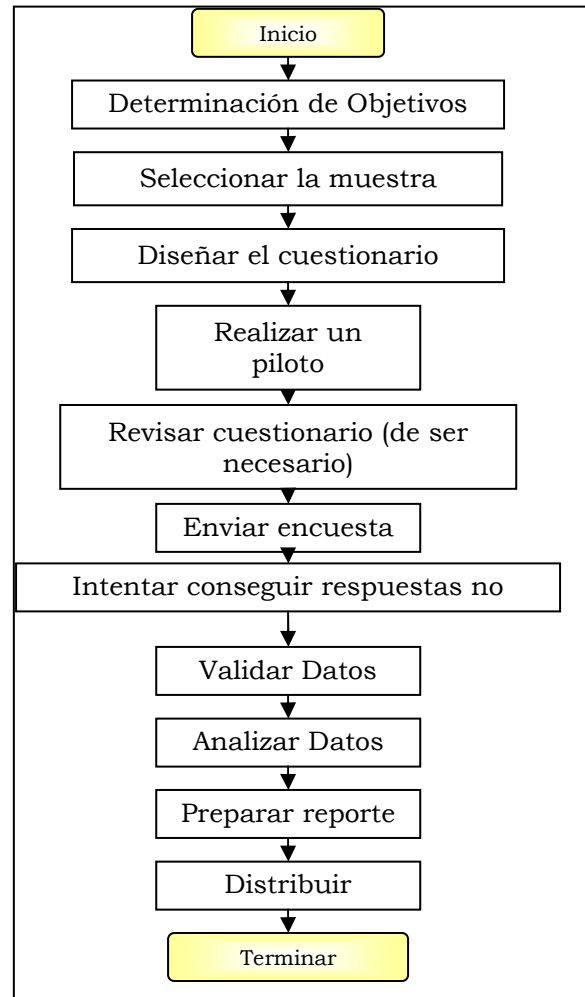 Inicio
Determinación de Objetivos
Seleccionar la muestra
Diseñar el cuestionario
Realizar un
piloto
Revisar cuestionario (de ser
necesario)
Enviar encuesta
Intentar conseguir respuestas no
Validar Datos
Analizar Datos
Preparar reporte
Distribuir
Terminar